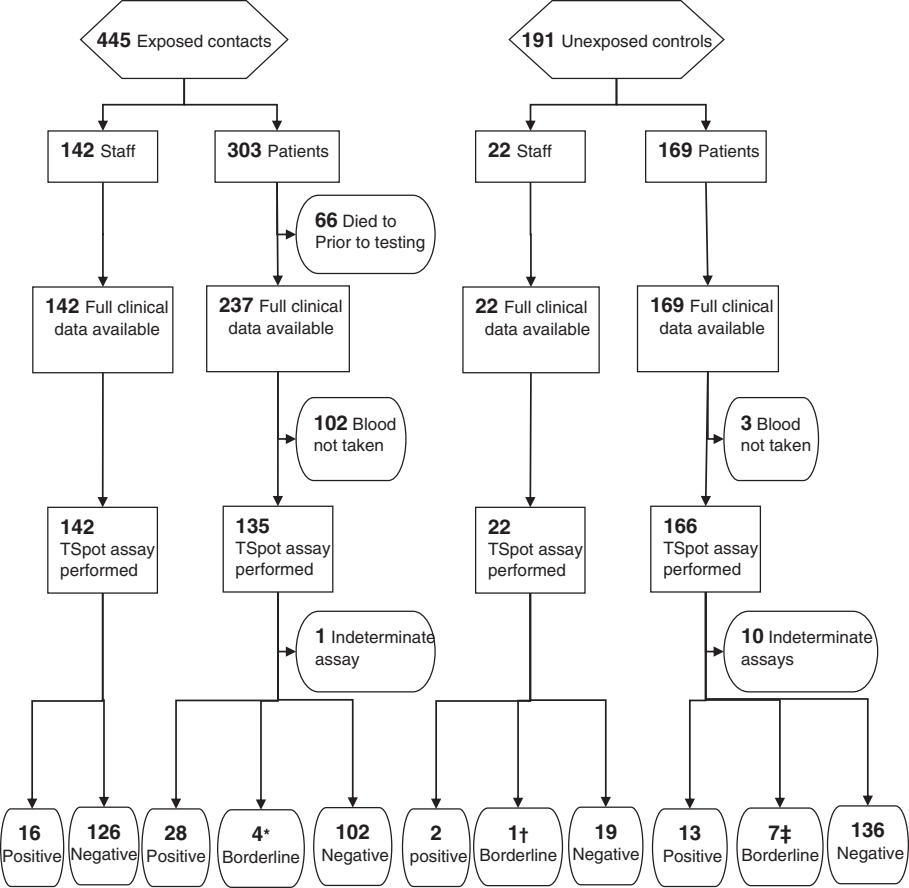 445 Exposed contacts
191 Unexposed controls
142 Staff
303 Patients
22 Staff
169 Patients
66 Died to
Prior to testing
142 Full clinical
data available
237 Full clinical
data available
22 Full clinical
data available
169 Full clinical
data available
102 Blood
not taken
3 Blood
not taken
142
TSpot assay
performed
135
TSpot assay
performed
22
TSpot assay
performed
166
TSpot assay
performed
1 Indeterminate
assay
10 Indeterminate
assays
16
Positive
126
Negative
28
Positive
4*
Borderline
102
Negative
2
positive
1†
Borderline
19
Negative
13
Positive
7‡
Borderline
136
Negative